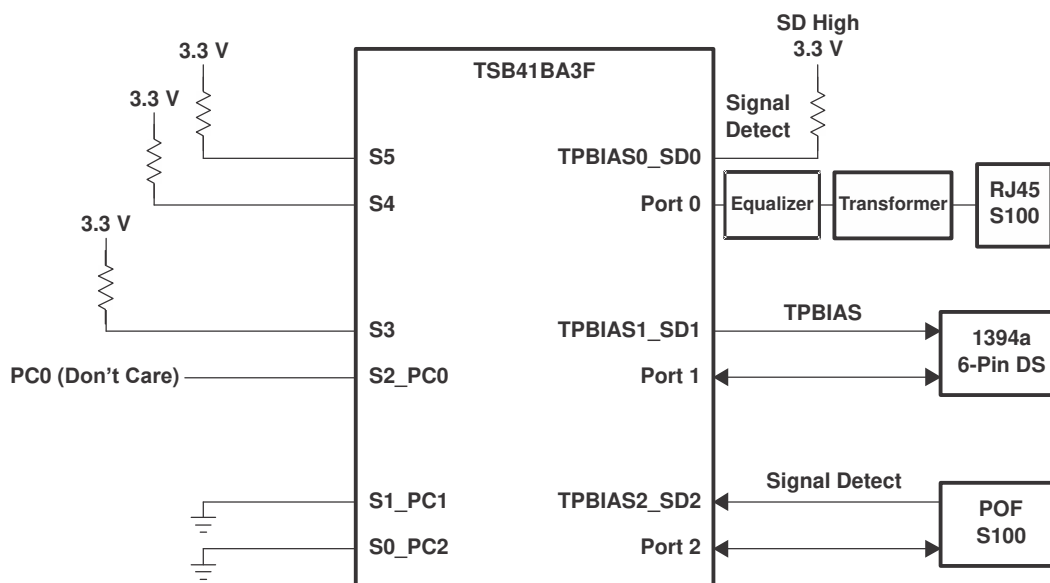 SD High
3.3 V
3.3 V
TSB41BA3F
3.3 V
Signal
Detect
S5
TPBIAS0_SD0
S4
Port 0
Equalizer
Transformer
RJ45
S100
3.3 V
S3
TPBIAS1_SD1
TPBIAS
1394a
6-Pin DS
PC0 (Don't Care)
S2_PC0
Port 1
S1_PC1
TPBIAS2_SD2
Signal Detect
POF
S100
S0_PC2
Port 2